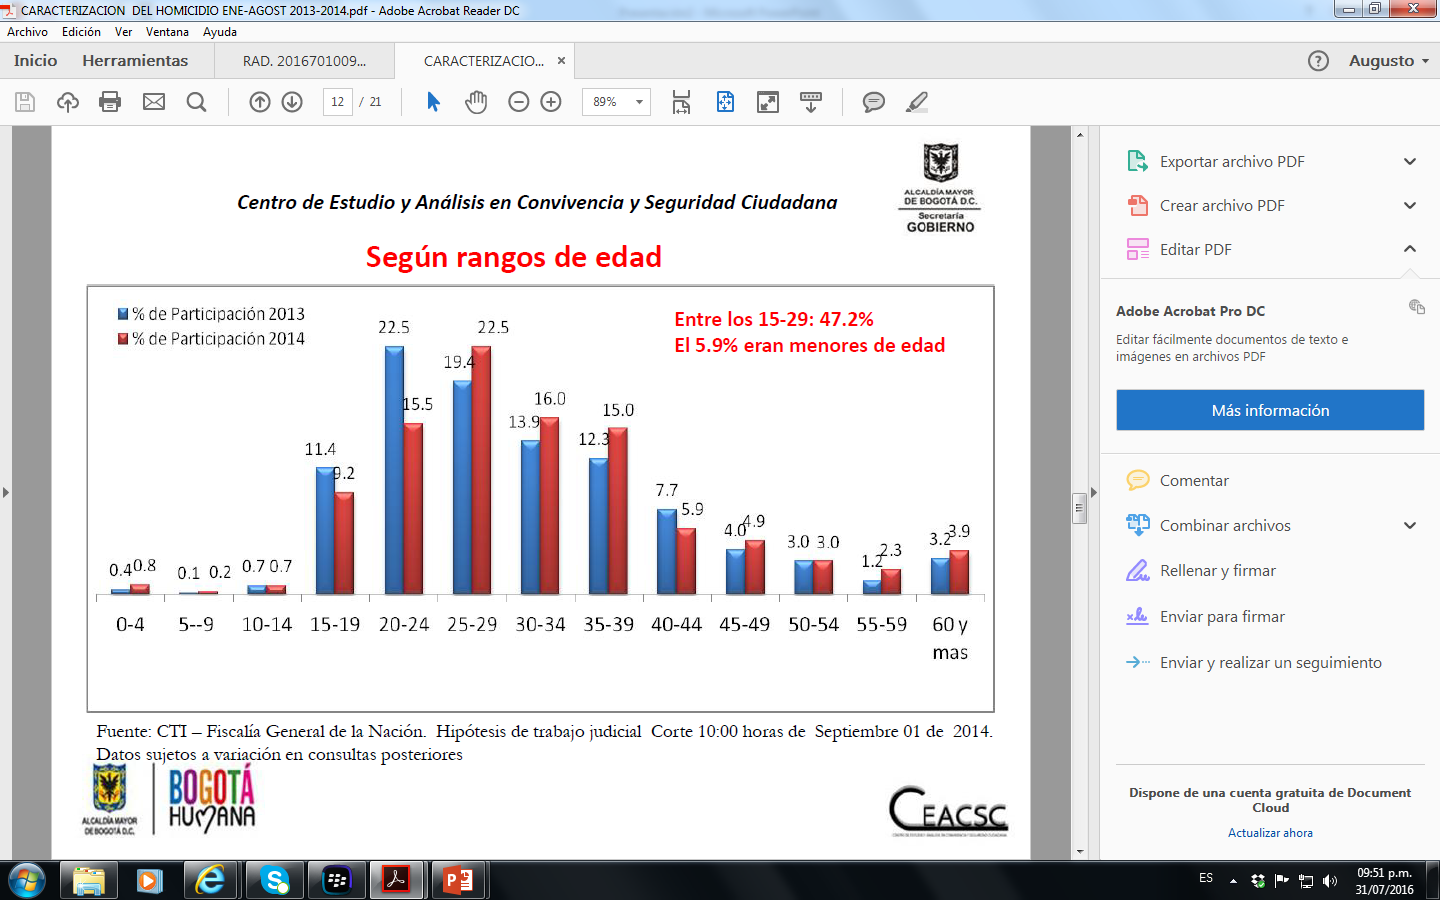 CARACTERIZACION  DEL HOMICIDIO ENE-AGOST 2013-2014.pdf - Adobe Acrobat Reader DC
Archivo Edición Ver Ventana Ayuda
Inicio Herramientas RAD. 2016701009... CARACTERIZACIO... × Augusto
12 / 21 89%
Centro de Estudio y Análisis en Convivencia y Seguridad Ciudadana
ALCALDÍA MAYOR
DE BOGOTÁ D.C.
Secretaría
GOBIERNO
Según rangos de edad
% de Participación 2013
% de Participación 2014
Entre los 15-29: 47.2%
El 5.9% eran menores de edad
0.4 0.8 0.1 0.2 0.7 0.7 11.4 9.2 22.5 15.5 19.4 22.5 13.9 16.0 12.3 15.0 7.7 5.9 4.0 4.9 3.0 3.0 1.2 2.3 3.2 3.9
0-4 5--9 10-14 15-19 20-24 25-29 30-34 35-39 40-44 45-49 50-54 55-59 60 y
mas
Fuente: CTI – Fiscalía General de la Nación.  Hipótesis de trabajo judicial  Corte 10:00 horas de  Septiembre 01 de  2014.
Datos sujetos a variación en consultas posteriores
ALCALDÍA MAYOR
DE BOGOTÁ D.C.
BOGOTÁ
HUMANA
CEACSC
Exportar archivo PDF
Crear archivo PDF
Editar PDF
Adobe Acrobat Pro DC
Editar fácilmente documentos de texto e
imágenes en archivos PDF
Más información
Comentar
Combinar archivos
Rellenar y firmar
Enviar para firmar
Enviar y realizar un seguimiento
Dispone de una cuenta gratuita de Document
Cloud
Actualizar ahora
ES
09:51 p.m.
31/07/2016